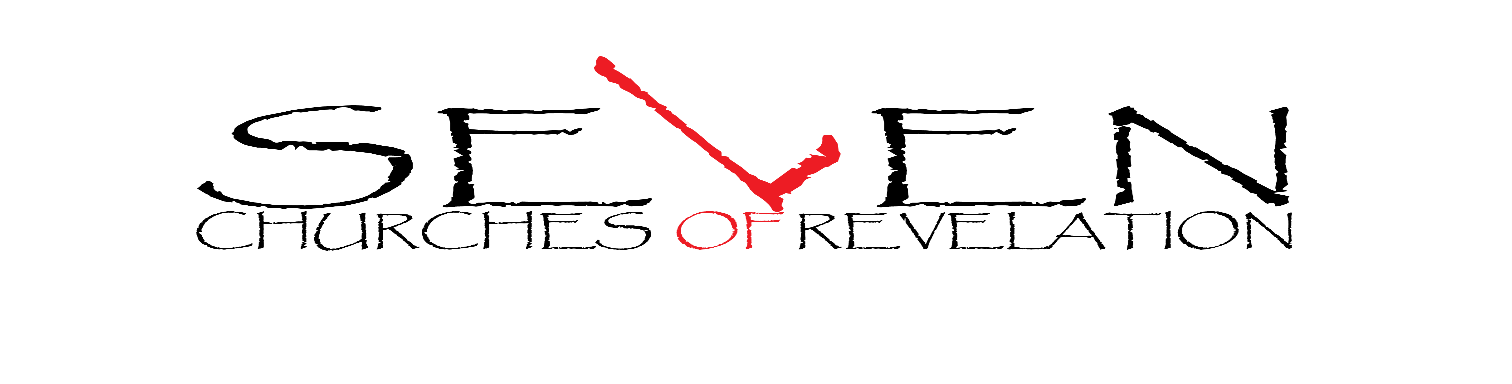 SEVEN
CHURCHES OF REVELATION